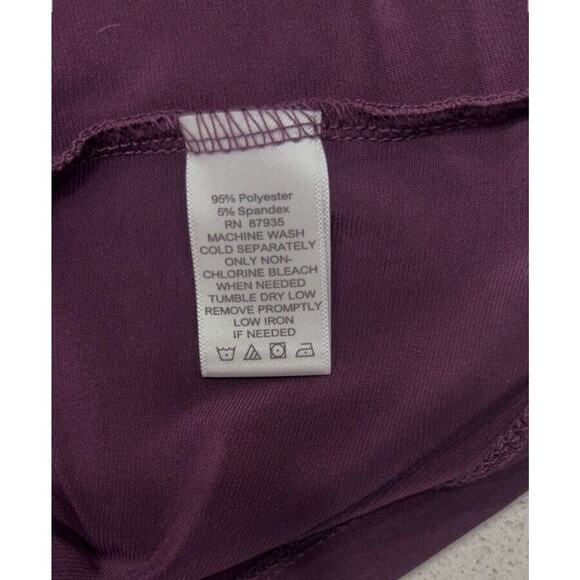 95% Polyester
5% Spandex
RN 87935
MACHINE WASH
COLD SEPARATELY
ONLY NON-
CHLORINE BLEACH
WHEN NEEDED
TUMBLE DRY LOW
REMOVE PROMPTLY
LOW IRON
IF NEEDED